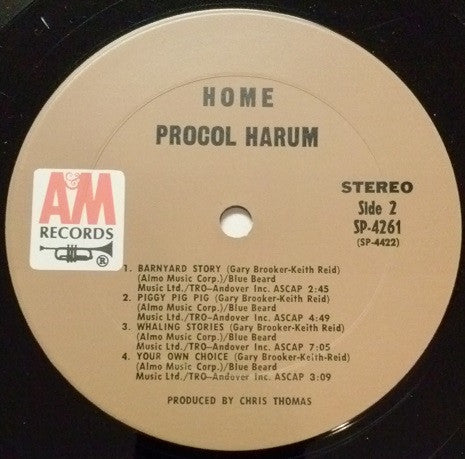 HOME
PROCOL HARUM
A&M
RECORDS
®
STEREO
Side 2
SP-4261
(SP-4422)
1. BARNYARD STORY (Gary Brooker-Keith Reid)
(Almo Music Corp.)/Blue Beard
Music Ltd./TRO—Andover Inc. ASCAP 2:45
2. PIGGY PIG PIG (Gary Brooker-Keith Reid)
(Almo Music Corp.)/Blue Beard
Music Ltd./TRO—Andover Inc. ASCAP 4:49
3. WHALING STORIES (Gary Brooker-Keith Reid)
(Almo Music Corp.)/Blue Beard
Music Ltd./TRO—Andover Inc. ASCAP 7:05
4. YOUR OWN CHOICE (Gary Brooker-Keith-Reid)
(Almo Music Corp.)/Blue Beard
Music Ltd./TRO—Andover Inc. ASCAP 3:09
PRODUCED BY CHRIS THOMAS